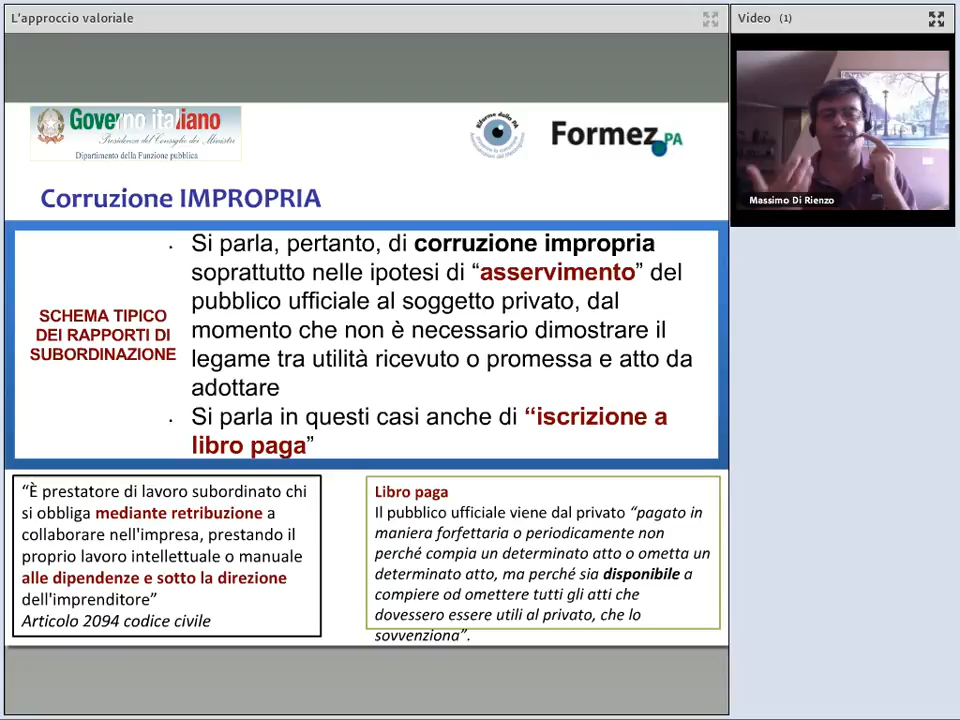 L'approccio valoriale
Video (1)
Governo italiano
Presidenza del Consiglio dei Ministri
Dipartimento della Funzione pubblica
Riforme della PA
Formez PA
Massimo Di Rienzo
Corruzione IMPROPRIA
SCHEMA TIPICO
DEI RAPPORTI DI
SUBORDINAZIONE
• Si parla, pertanto, di corruzione impropria
soprattutto nelle ipotesi di “asservimento” del
pubblico ufficiale al soggetto privato, dal
momento che non è necessario dimostrare il
legame tra utilità ricevuto o promessa e atto da
adottare
• Si parla in questi casi anche di “iscrizione a
libro paga”
“È prestatore di lavoro subordinato chi
si obbliga mediante retribuzione a
collaborare nell'impresa, prestando il
proprio lavoro intellettuale o manuale
alle dipendenze e sotto la direzione
dell'imprenditore”
Articolo 2094 codice civile
Libro paga
Il pubblico ufficiale viene dal privato “pagato in
maniera forfettaria o periodicamente non
perché compia un determinato atto o ometta un
determinato atto, ma perché sia disponibile a
compiere od omettere tutti gli atti che
dovessero essere utili al privato, che lo
sovvenziona”.